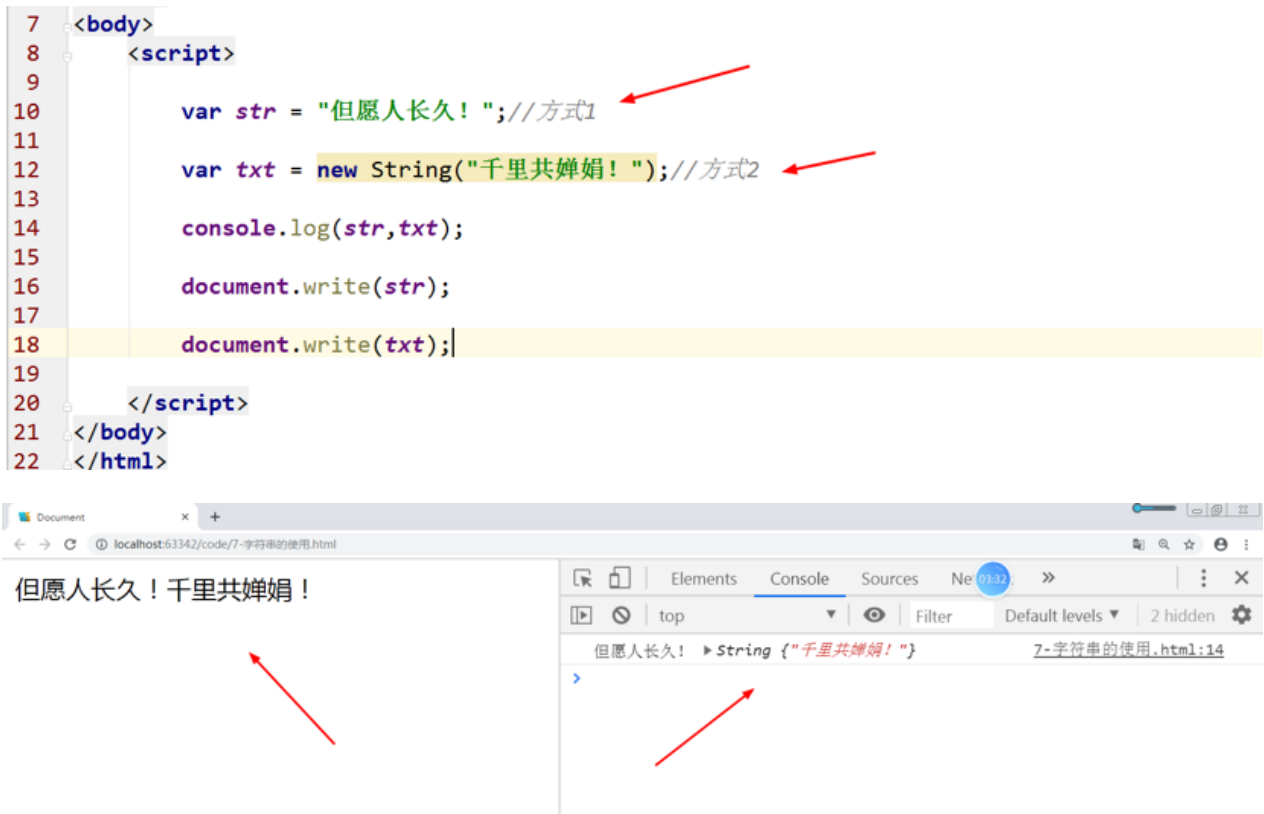 7 <body>
8 <script>
9
10 var str = "但愿人长久！";//方式1
11
12 var txt = new String("千里共婵娟！");//方式2
13
14 console.log(str,txt);
15
16 document.write(str);
17
18 document.write(txt);
19
20 </script>
21 </body>
22 </html>
Document
localhost:63342/code/7-字符串的使用.html
但愿人长久！千里共婵娟！
Elements Console Sources Ne 03:32
top Filter Default levels 2 hidden
但愿人长久！ String {"千里共婵娟！"} 7-字符串的使用.html:14